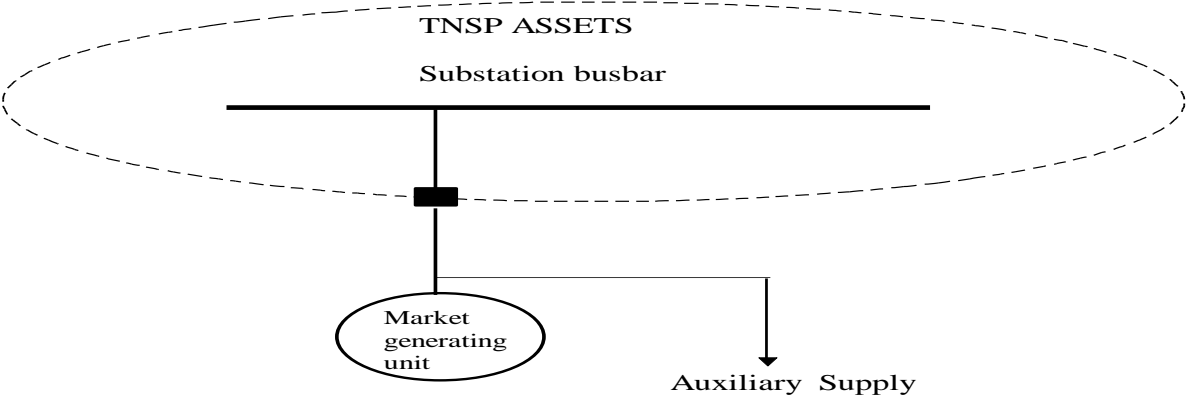 TNSP ASSETS
Substation busbar
Market
generating
unit
Auxiliary Supply